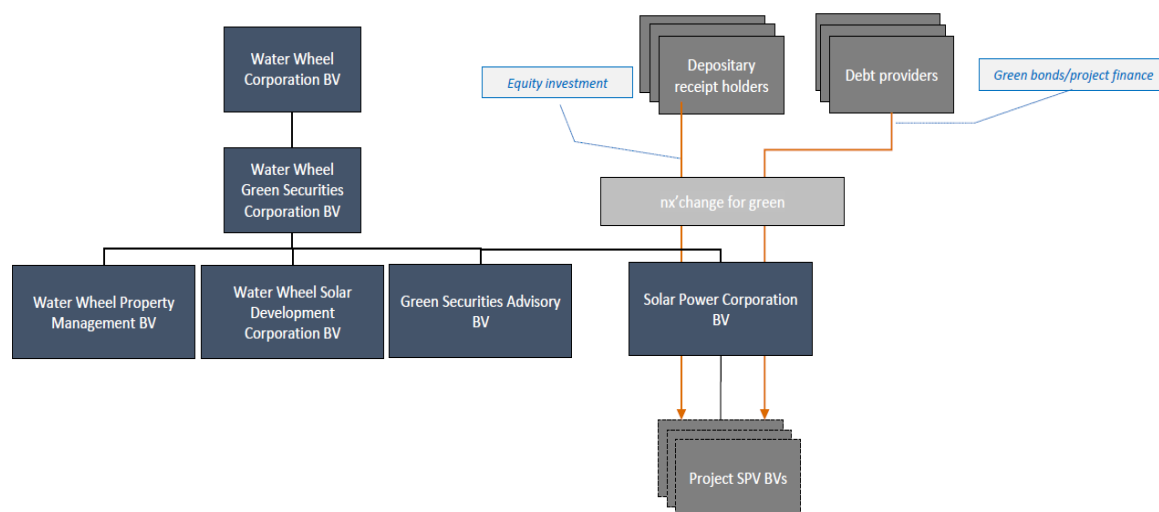 Water Wheel
Corporation BV
Depositary
receipt holders
Debt providers
Equity investment
Green bonds/project finance
Water Wheel
Green Securities
Corporation BV
nx'change for green
Water Wheel Property
Management BV
Water Wheel Solar
Development
Corporation BV
Green Securities Advisory
BV
Solar Power Corporation
BV
Project SPV BVs